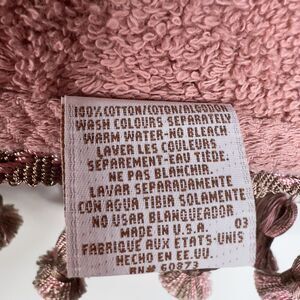 100% COTTON/COTON/ALGODON
WASH COLOURS SEPARATELY
WARM WATER-NO BLEACH.
LAVER LES COULEURS
SEPAREMENT-EAU TIEDE.
NE PAS BLANCHIR.
LAVAR SEPARADAMENTE
CON AGUA TIBIA SOLAMENTE
NO USAR BLANQUEADOR
MADE IN U.S.A. 03
FABRIQUE AUX ETATS-UNIS
HECHO EN EE.UU.
RN# 60873